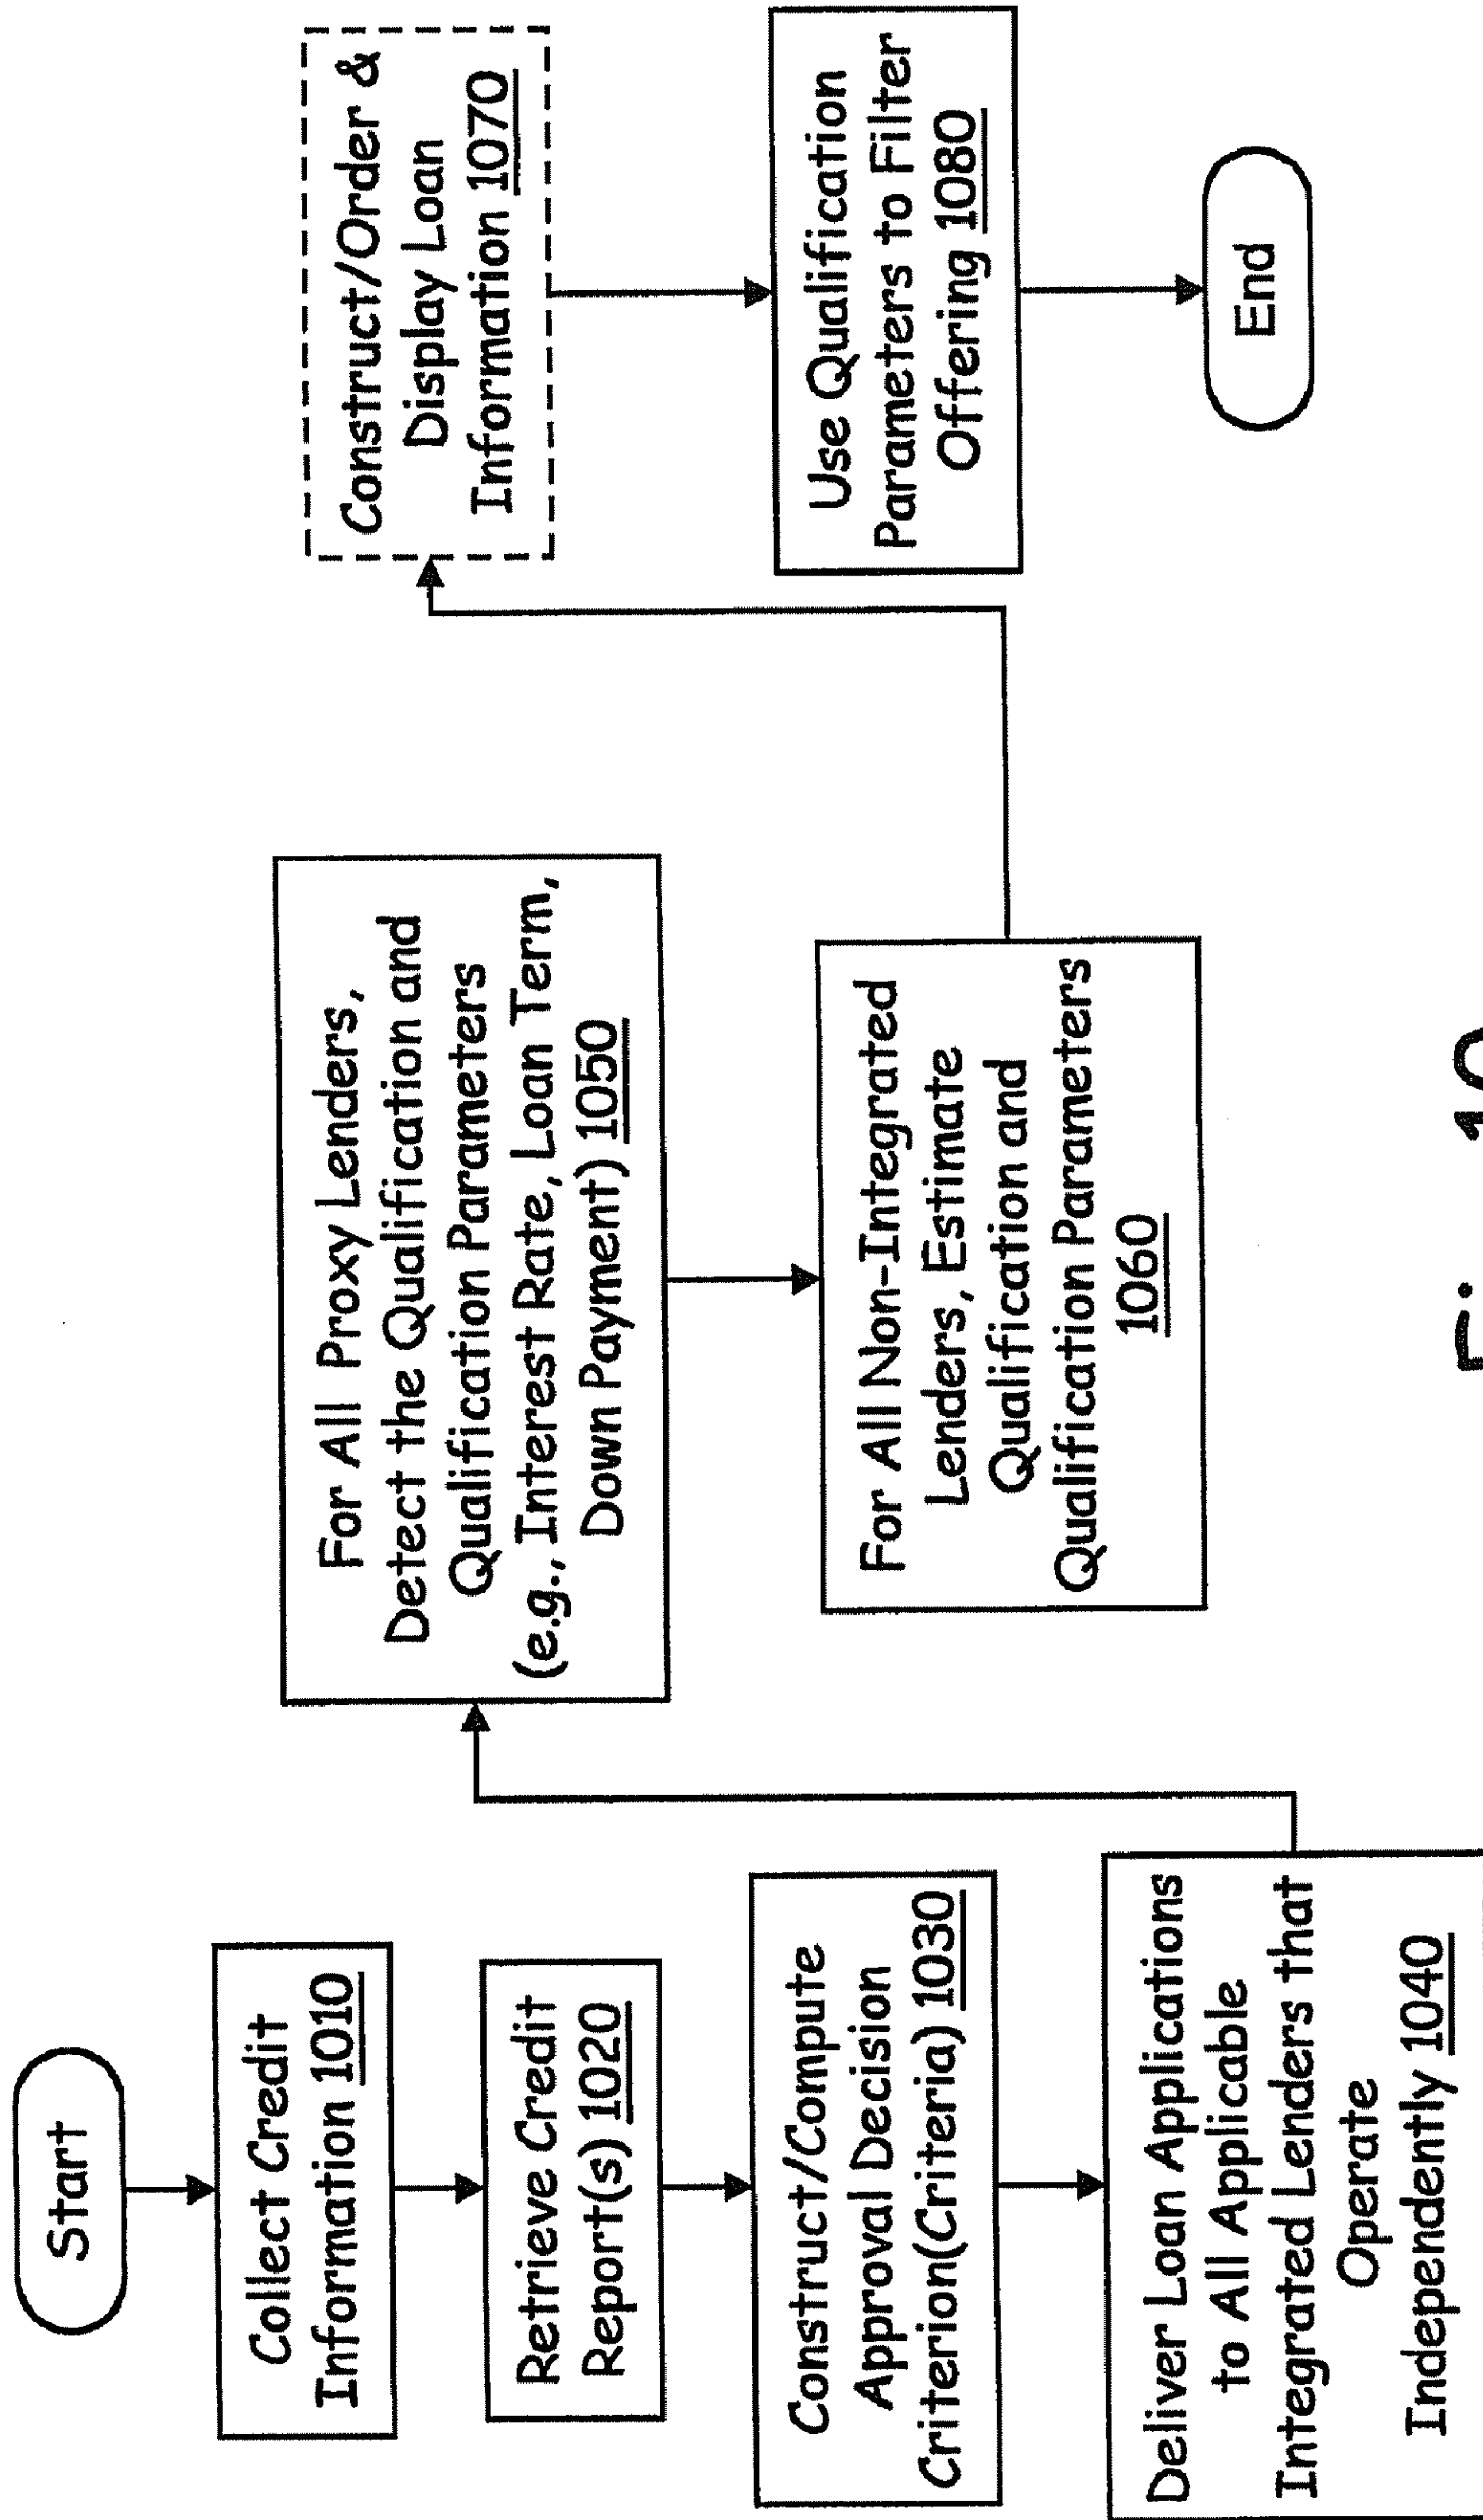 Start
Collect Credit
Information 1010
Retrieve Credit
Report(s) 1020
Construct/Compute
Approval Decision
Criterion(Criteria) 1030
Deliver Loan Applications
to All Applicable
Integrated Lenders that
Operate
Independently 1040
For All Proxy Lenders,
Detect the Qualification and
Qualification Parameters
(e.g., Interest Rate, Loan Term,
Down Payment) 1050
For All Non-Integrated
Lenders, Estimate
Qualification and
Qualification Parameters
1060
Construct/Order &
Display Loan
Information 1070
Use Qualification
Parameters to Filter
Offering 1080
End